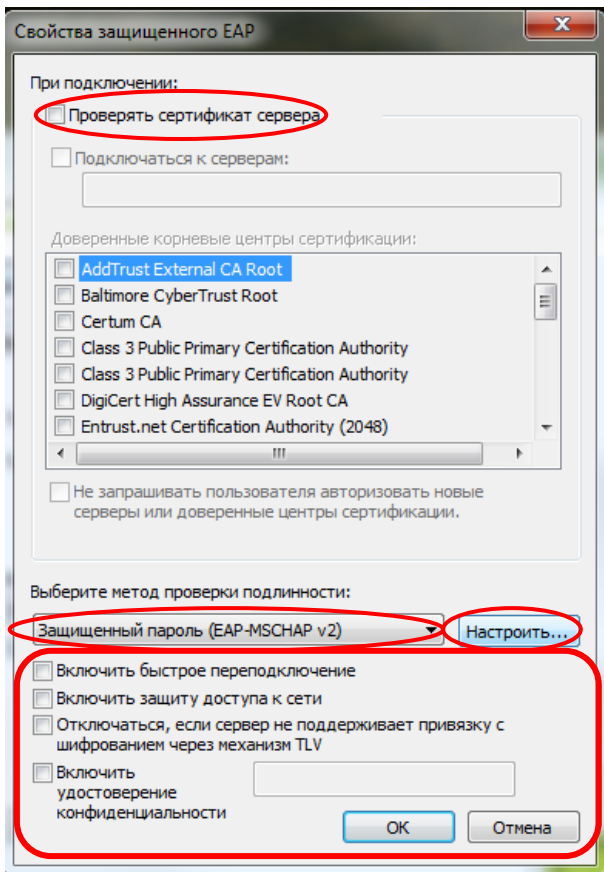 Свойства защищенного EAP
При подключении:
Проверять сертификат сервера
Подключаться к серверам:
Доверенные корневые центры сертификации:
AddTrust External CA Root
Baltimore CyberTrust Root
Certum CA
Class 3 Public Primary Certification Authority
Class 3 Public Primary Certification Authority
DigiCert High Assurance EV Root CA
Entrust.net Certification Authority (2048)
Не запрашивать пользователя авторизовать новые
серверы или доверенные центры сертификации.
Выберите метод проверки подлинности:
Защищенный пароль (EAP-MSCHAP v2) Настроить...
Включить быстрое переподключение
Включить защиту доступа к сети
Отключаться, если сервер не поддерживает привязку с
шифрованием через механизм TLV
Включить
удостоверение
конфиденциальности
ОК Отмена